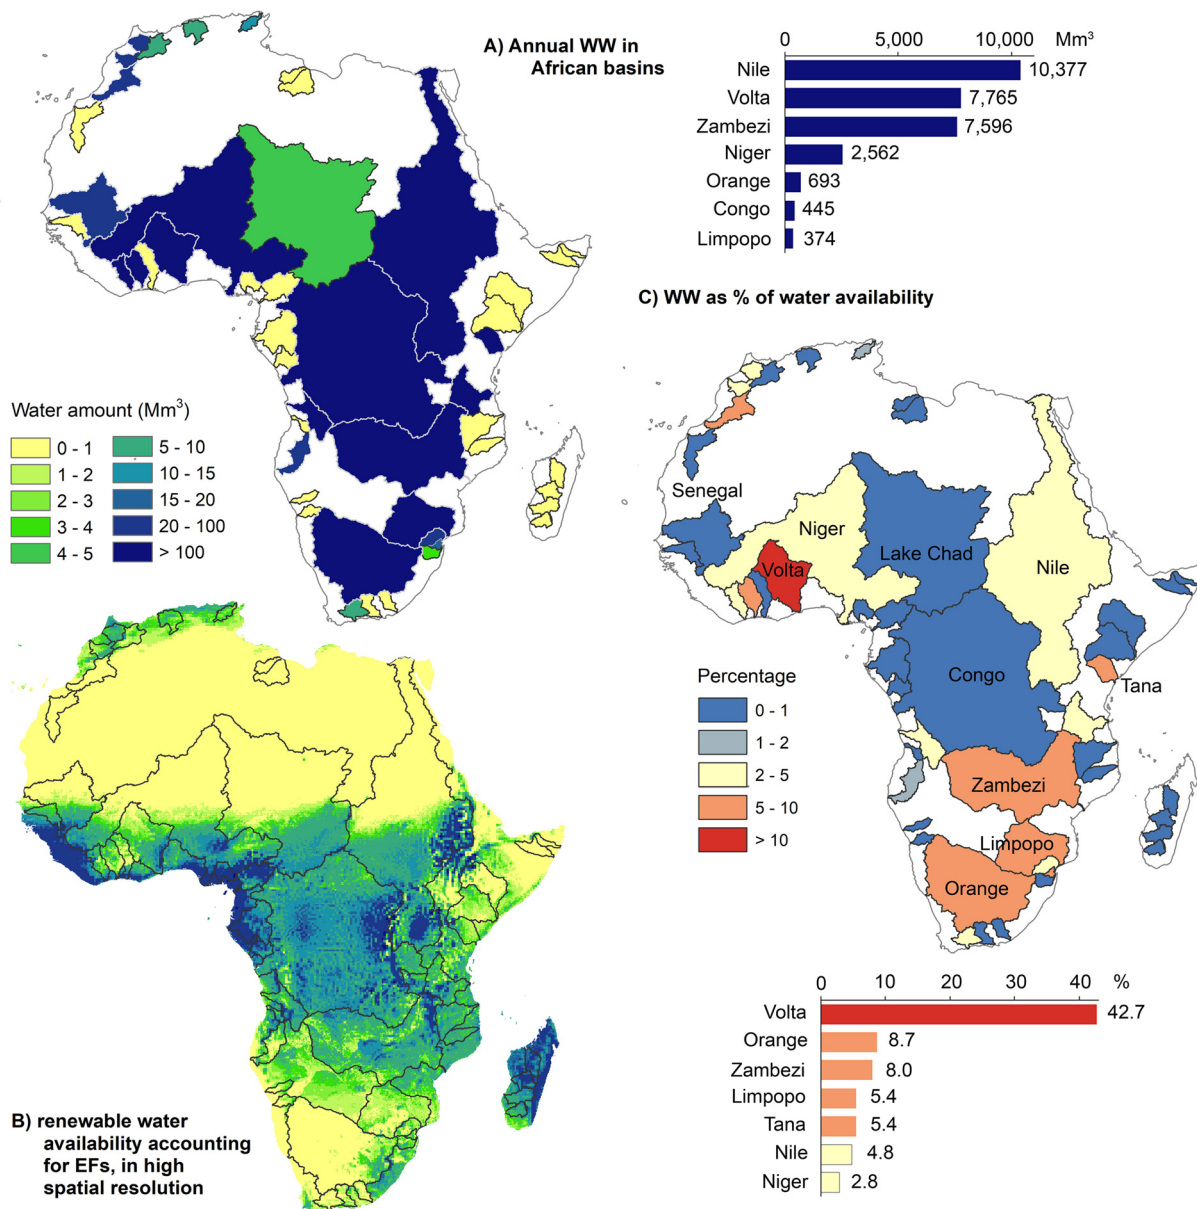 A) Annual WW in
African basins
0 5,000 10,000 Mm³
Nile 10,377
Volta 7,765
Zambezi 7,596
Niger 2,562
Orange 693
Congo 445
Limpopo 374
Water amount (Mm³)
0 - 1 5 - 10
1 - 2 10 - 15
2 - 3 15 - 20
3 - 4 20 - 100
4 - 5 > 100
C) WW as % of water availability
Senegal
Niger
Lake Chad
Volta
Nile
Congo
Tana
Zambezi
Limpopo
Orange
Percentage
0 - 1
1 - 2
2 - 5
5 - 10
> 10
B) renewable water
availability accounting
for EFs, in high
spatial resolution
0 10 20 30 40 %
Volta 42.7
Orange 8.7
Zambezi 8.0
Limpopo 5.4
Tana 5.4
Nile 4.8
Niger 2.8